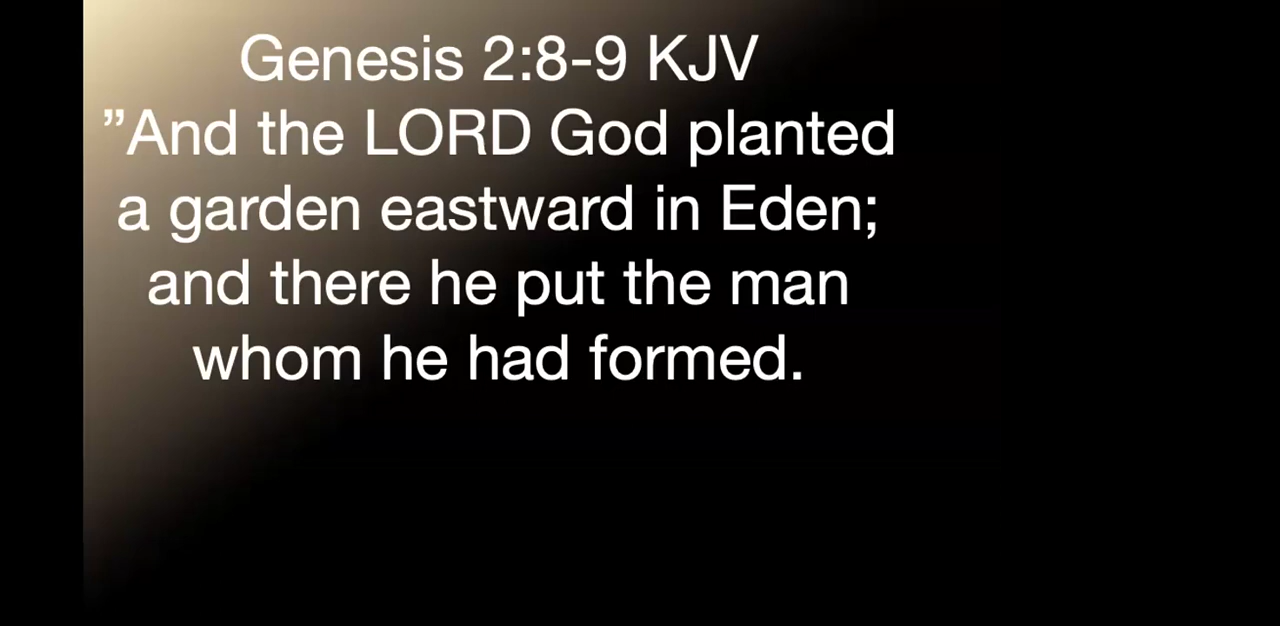 Genesis 2:8-9 KJV
”And the LORD God planted
a garden eastward in Eden;
and there he put the man
whom he had formed.